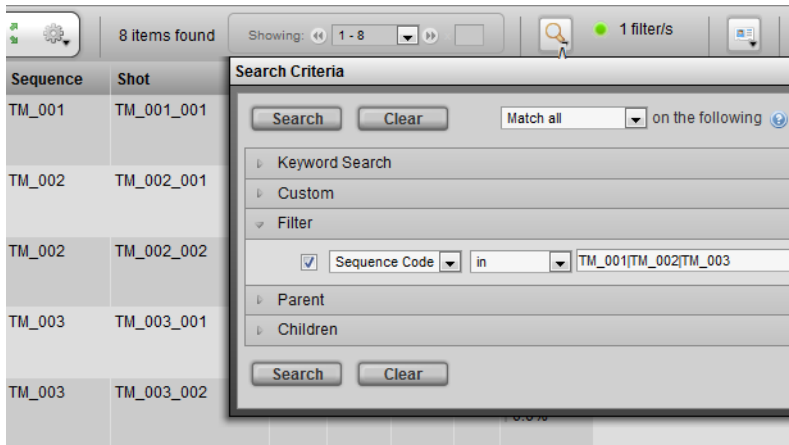 8 items found
Showing:
1 - 8
1 filter/s
Sequence Shot
TM_001 TM_001_001
TM_002 TM_002_001
TM_002 TM_002_002
TM_003 TM_003_001
TM_003 TM_003_002
Search Criteria
Search Clear Match all on the following
Keyword Search
Custom
Filter
Sequence Code in TM_001|TM_002|TM_003
Parent
Children
Search Clear